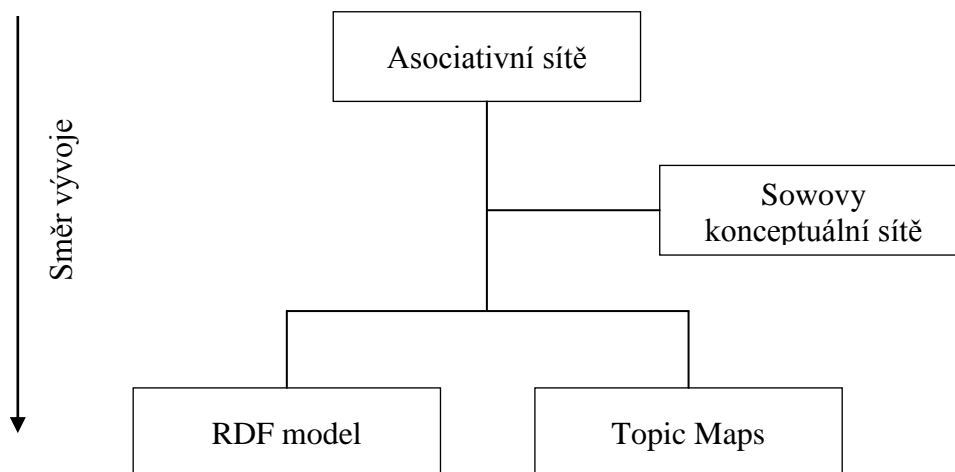 Asociativní sítě
Směr vývoje
Sowovy
konceptuální sítě
RDF model
Topic Maps